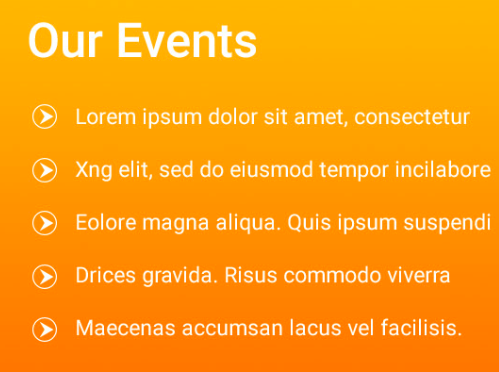 Our Events
Lorem ipsum dolor sit amet, consectetur
Xng elit, sed do eiusmod tempor incilabore
Eolore magna aliqua. Quis ipsum suspendi
Drices gravida. Risus commodo viverra
Maecenas accumsan lacus vel facilisis.